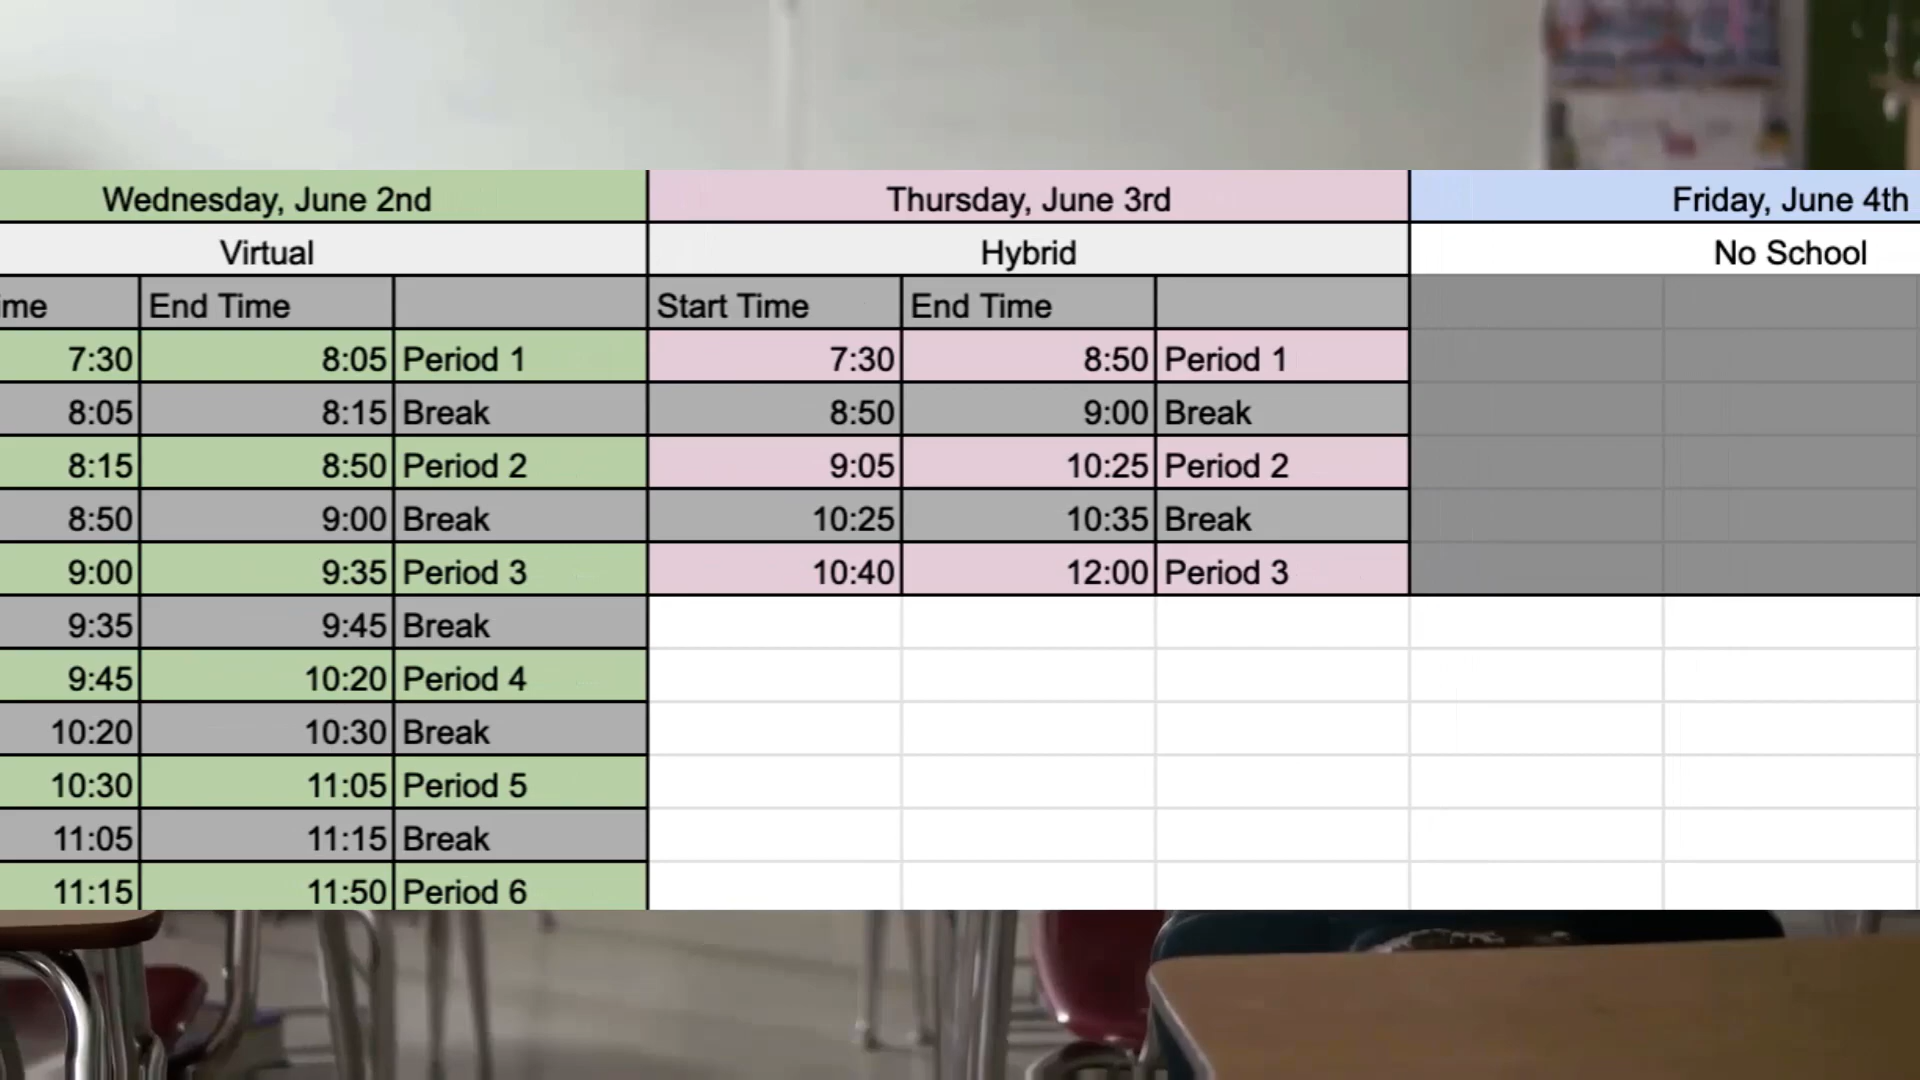 Wednesday, June 2nd Thursday, June 3rd Friday, June 4th
Virtual Hybrid No School
ime End Time Start Time End Time
7:30 8:05 Period 1 7:30 8:50 Period 1
8:05 8:15 Break 8:50 9:00 Break
8:15 8:50 Period 2 9:05 10:25 Period 2
8:50 9:00 Break 10:25 10:35 Break
9:00 9:35 Period 3 10:40 12:00 Period 3
9:35 9:45 Break
9:45 10:20 Period 4
10:20 10:30 Break
10:30 11:05 Period 5
11:05 11:15 Break
11:15 11:50 Period 6